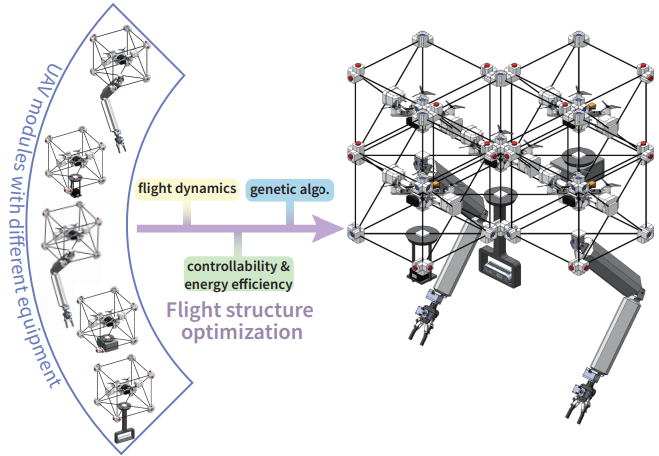 UAV modules with different equipment
flight dynamics
genetic algo.
controllability &
energy efficiency
Flight structure
optimization